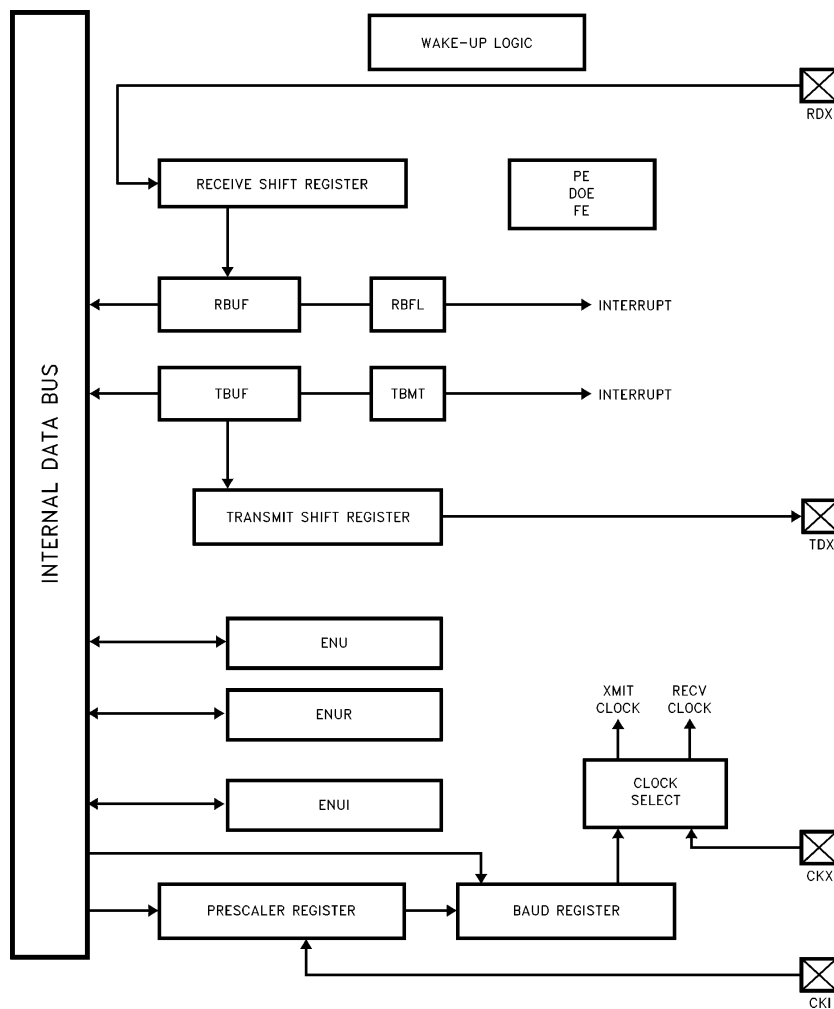 WAKE-UP LOGIC
RDX
RECEIVE SHIFT REGISTER
PE
DOE
FE
RBUF
RBFL
INTERRUPT
TBUF
TBMT
INTERRUPT
INTERNAL DATA BUS
TRANSMIT SHIFT REGISTER
TDX
ENU
XMIT
CLOCK
RECV
CLOCK
ENUR
CLOCK
SELECT
ENUI
CKX
PRESCALER REGISTER
BAUD REGISTER
CKI